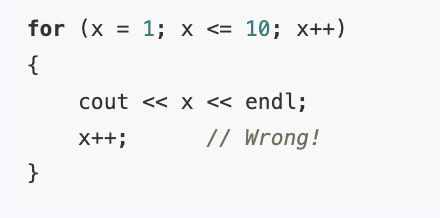 for (x = 1; x <= 10; x++)
{
    cout << x << endl;
    x++;      // Wrong!
}